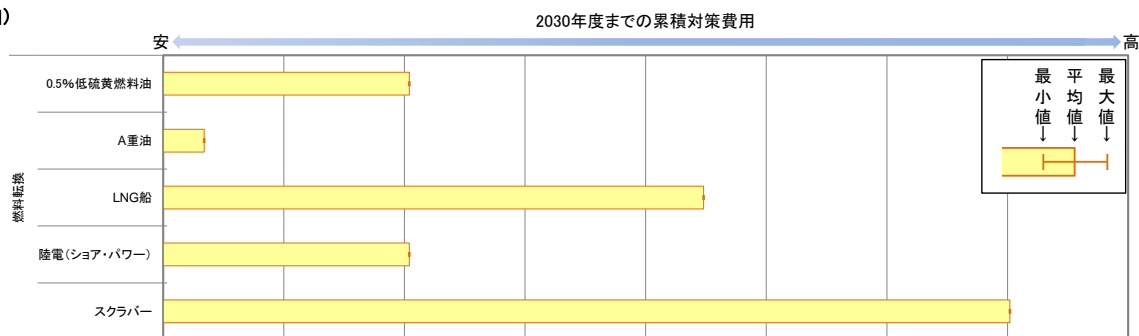 )
2030年度までの累積対策費用
安
高
0.5%低硫黄燃料油
A重油
LNG船
陸電(ショア・パワー)
スクラバー
燃料転換
最小値
平均値
最大値
↓ ↓ ↓